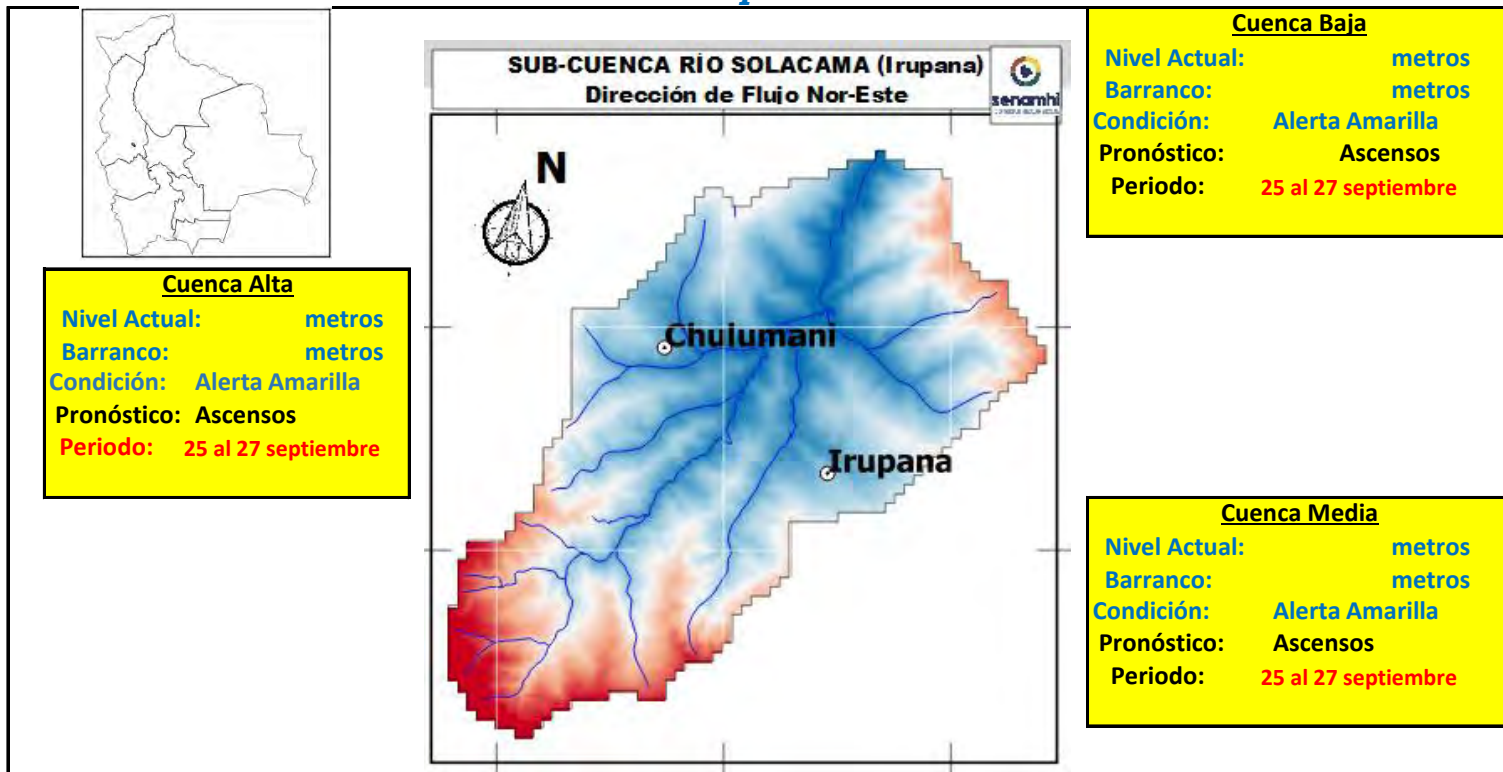 SUB-CUENCA RÍO SOLACAMA (Irupana)
Dirección de Flujo Nor-Este
senamhi
N
Chulumani
Irupana
Cuenca Alta
Nivel Actual: metros
Barranco: metros
Condición: Alerta Amarilla
Pronóstico: Ascensos
Periodo: 25 al 27 septiembre
Cuenca Baja
Nivel Actual: metros
Barranco: metros
Condición: Alerta Amarilla
Pronóstico: Ascensos
Periodo: 25 al 27 septiembre
Cuenca Media
Nivel Actual: metros
Barranco: metros
Condición: Alerta Amarilla
Pronóstico: Ascensos
Periodo: 25 al 27 septiembre